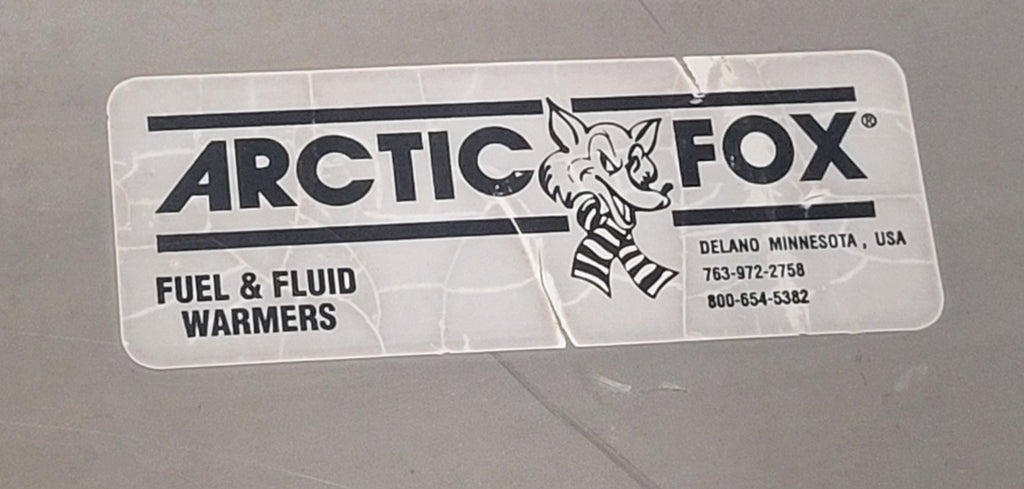 ARCTIC FOX®
FUEL & FLUID
WARMERS
DELANO MINNESOTA, USA
763-972-2758
800-654-5382